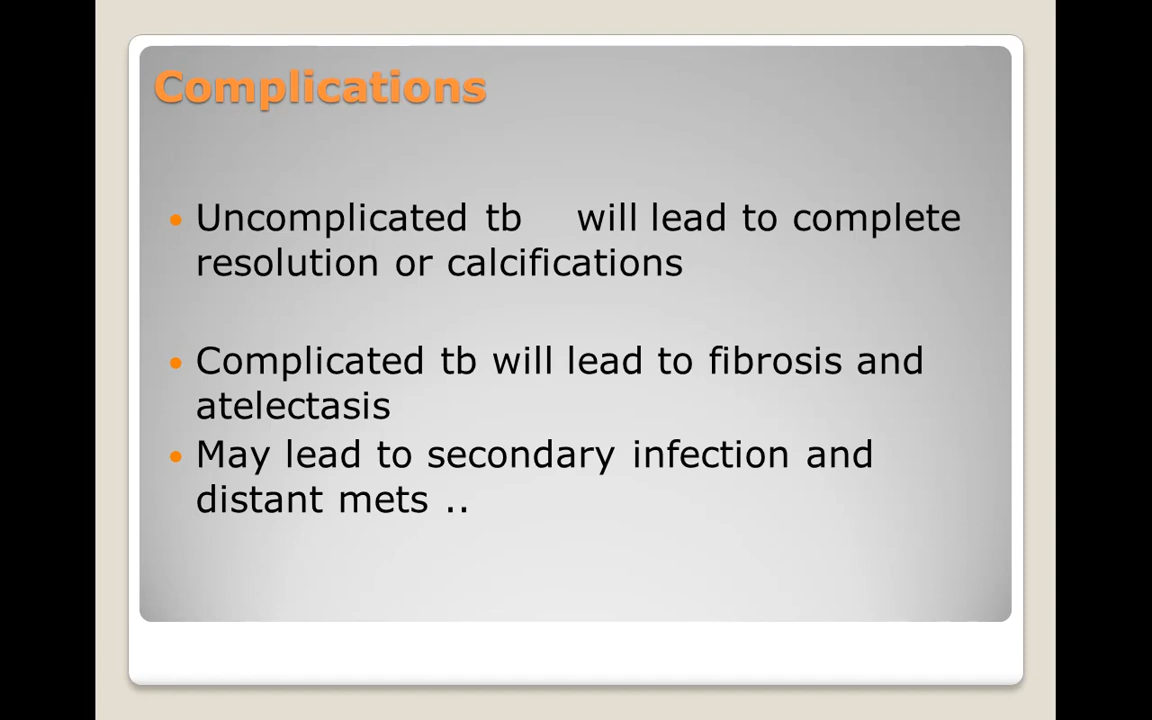 Complications
• Uncomplicated tb will lead to complete
resolution or calcifications
• Complicated tb will lead to fibrosis and
atelectasis
• May lead to secondary infection and
distant mets ..